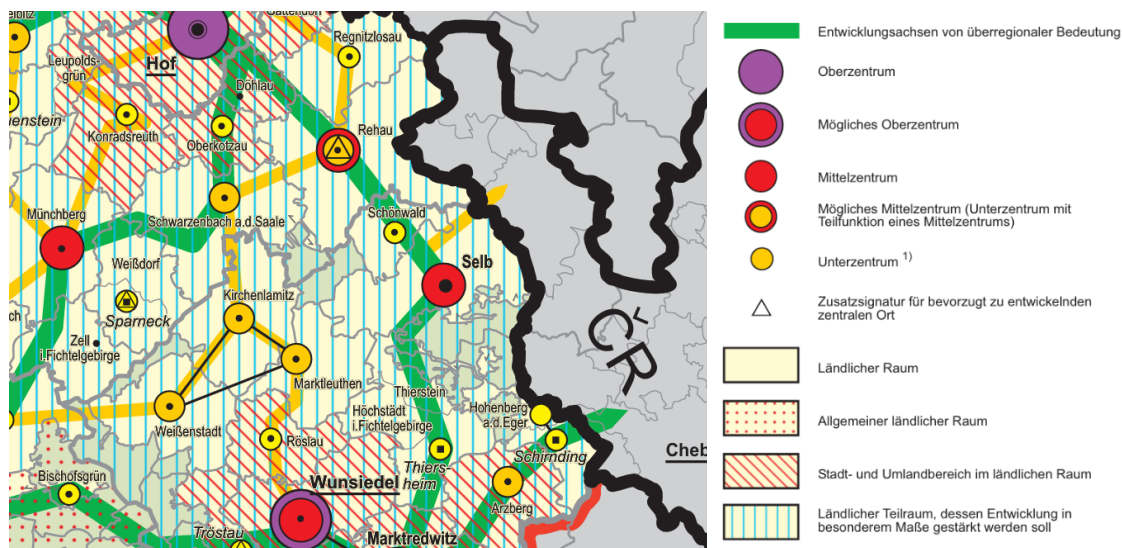 elbitz
Gattendorf
Regnitzlosau
Leupolds-
grün
Hof
Döhlau
enstein
Konradsreuth
Oberkotzau
Rehau
Münchberg
Schwarzenbach a.d.Saale
Schönwald
Weißdorf
Selb
Sparneck
Kirchenlamitz
ch
Zell
i.Fichtelgebirge
Marktleuthen
Thierstein
Weißenstadt
Höchstädt
i.Fichtelgebirge
Hohenberg
a.d.Eger
Röslau
Schirnding
Thiers-
heim
Bischofsgrün
Wunsiedel
Arzberg
Tröstau
Marktredwitz
ČR
Cheb
Entwicklungsachsen von überregionaler Bedeutung
Oberzentrum
Mögliches Oberzentrum
Mittelzentrum
Mögliches Mittelzentrum (Unterzentrum mit
Teilfunktion eines Mittelzentrums)
Unterzentrum 1)
Zusatzsignatur für bevorzugt zu entwickelnden
zentralen Ort
Ländlicher Raum
Allgemeiner ländlicher Raum
Stadt- und Umlandbereich im ländlichen Raum
Ländlicher Teilraum, dessen Entwicklung in
besonderem Maße gestärkt werden soll